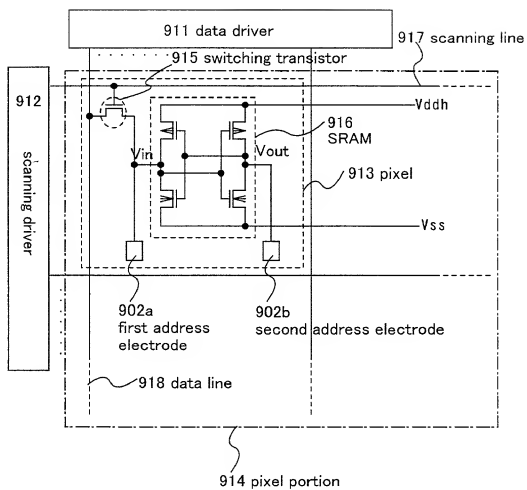 911 data driver
915 switching transistor
917 scanning line
912
scanning driver
Vddh
916
SRAM
Vin
Vout
913 pixel
Vss
902a
first address
electrode
902b
second address electrode
918 data line
914 pixel portion